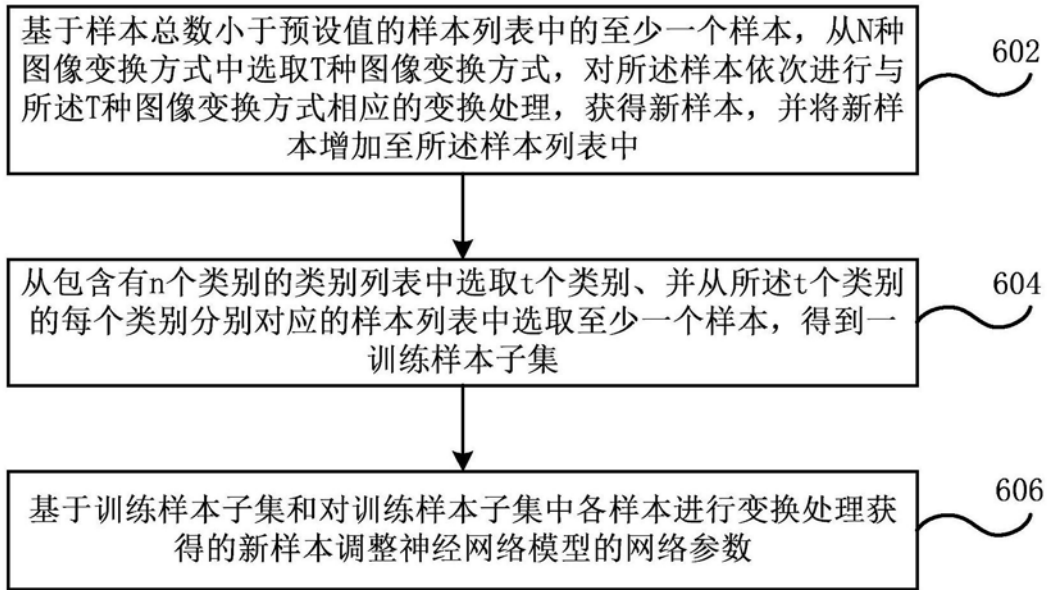 基于样本总数小于预设值的样本列表中的至少一个样本，从N种
图像变换方式中选取T种图像变换方式，对所述样本依次进行与
所述T种图像变换方式相应的变换处理，获得新样本，并将新样
本增加至所述样本列表中
602
从包含有n个类别的类别列表中选取t个类别、并从所述t个类别
的每个类别分别对应的样本列表中选取至少一个样本，得到一
训练样本子集
604
基于训练样本子集和对训练样本子集中各样本进行变换处理获
得的新样本调整神经网络模型的网络参数
606